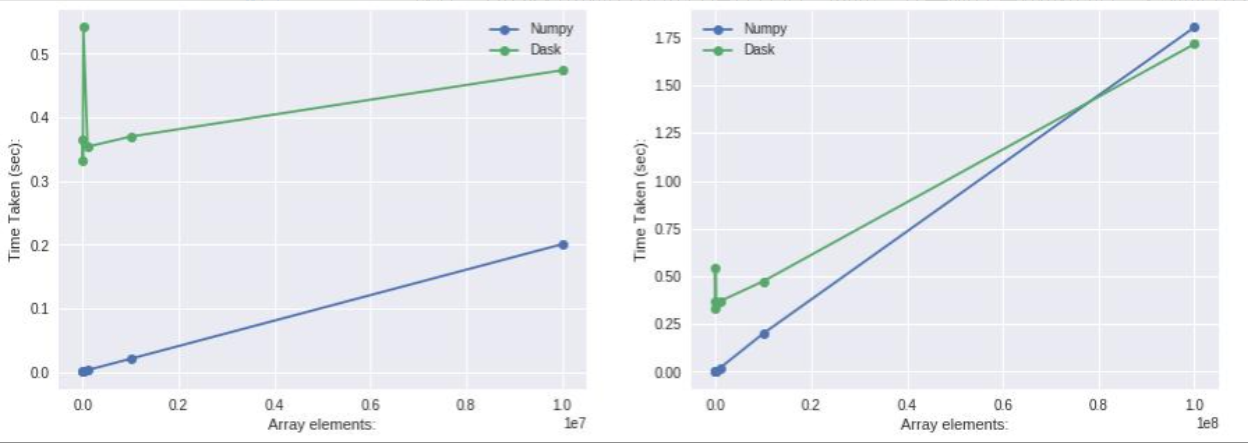 Numpy
Dask
0.5
0.4
0.3
0.2
0.1
0.0
Time Taken (sec):
0.0 0.2 0.4 0.6 0.8 1.0
Array elements:
1e7
Numpy
Dask
1.75
1.50
1.25
1.00
0.75
0.50
0.25
0.00
Time Taken (sec):
0.0 0.2 0.4 0.6 0.8 1.0
Array elements:
1e8